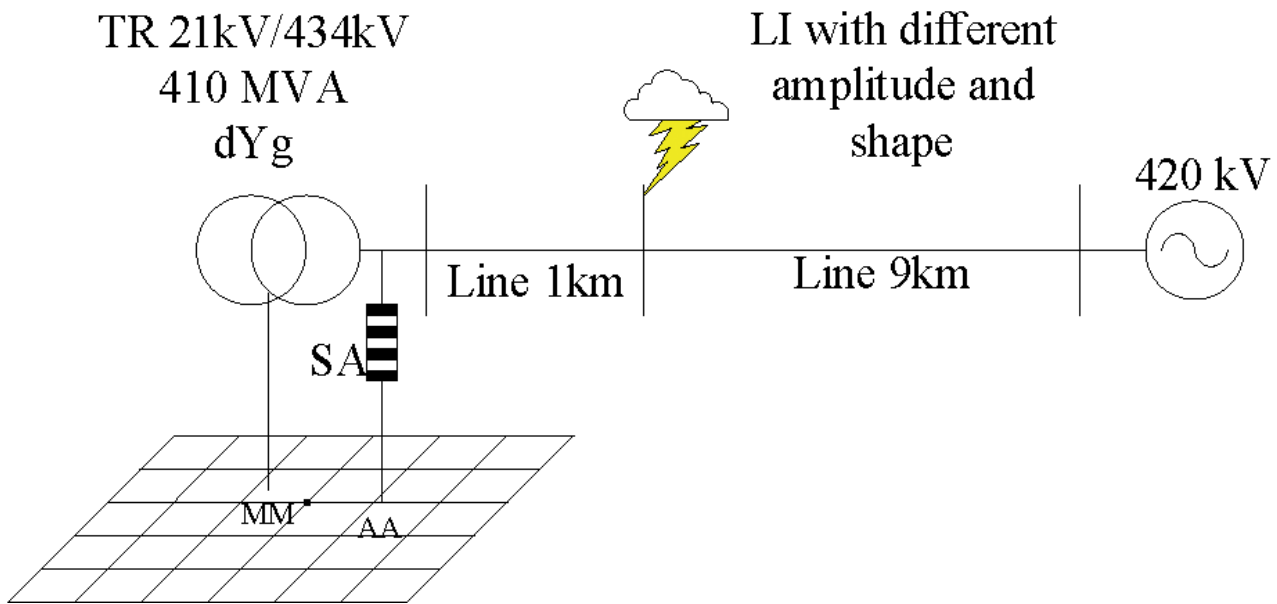 TR 21kV/434kV
410 MVA
dYg
LI with different
amplitude and
shape
420 kV
Line 1km
Line 9km
SA
MM
AA